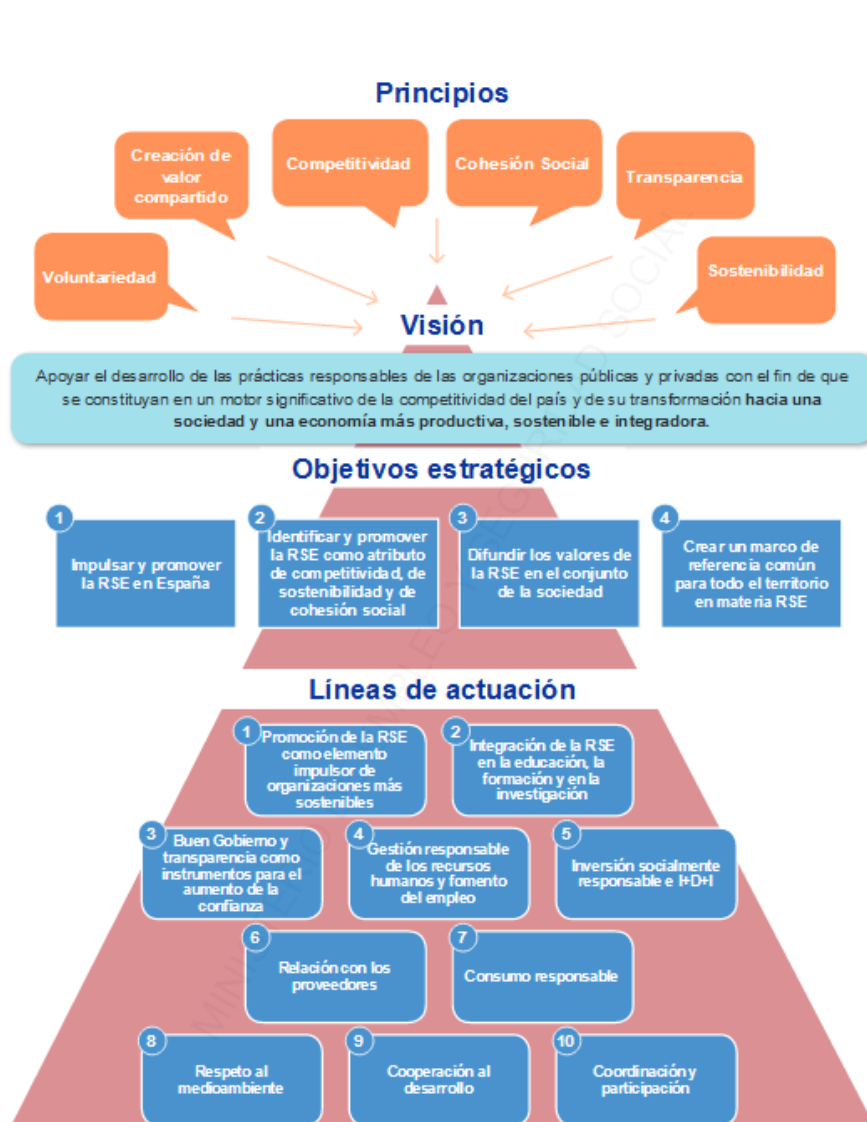 Principios
Creación de
valor
compartido
Competitividad
Cohesión Social
Transparencia
Voluntariedad
Sostenibilidad
Visión
Apoyar el desarrollo de las prácticas responsables de las organizaciones públicas y privadas con el fin de que
se constituyan en un motor significativo de la competitividad del país y de su transformación hacia una
sociedad y una economía más productiva, sostenible e integradora.
Objetivos estratégicos
1
Impulsar y promover
la RSE en España
2
Identificar y promover
la RSE como atributo
de competitividad, de
sostenibilidad y de
cohesión social
3
Difundir los valores de
la RSE en el conjunto
de la sociedad
4
Crear un marco de
referencia común
para todo el territorio
en materia RSE
Líneas de actuación
1
Promoción de la RSE
como elemento
impulsor de
organizaciones más
sostenibles
2
Integración de la RSE
en la educación, la
formación y en la
investigación
3
Buen Gobierno y
transparencia como
instrumentos para el
aumento de la
confianza
4
Gestión responsable
de los recursos
humanos y fomento
del empleo
5
Inversión socialmente
responsable e I+D+I
6
Relación con los
proveedores
7
Consumo responsable
8
Respeto al
medioambiente
9
Cooperación al
desarrollo
10
Coordinación y
participación